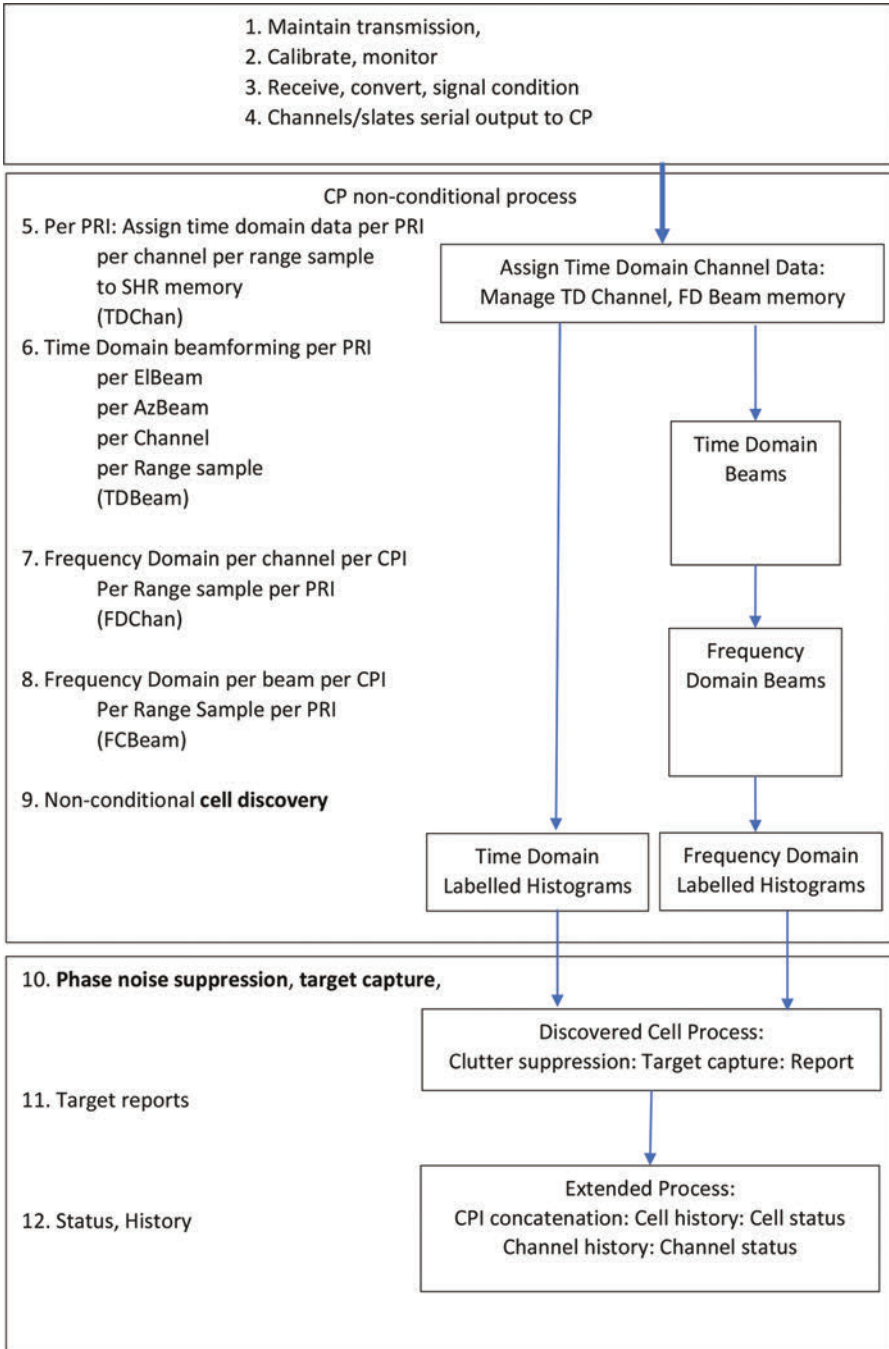 1. Maintain transmission,
2. Calibrate, monitor
3. Receive, convert, signal condition
4. Channels/slates serial output to CP
CP non-conditional process
5. Per PRI: Assign time domain data per PRI
per channel per range sample
to SHR memory
(TDChan)
Assign Time Domain Channel Data:
Manage TD Channel, FD Beam memory
6. Time Domain beamforming per PRI
per ElBeam
per AzBeam
per Channel
per Range sample
(TDBeam)
Time Domain
Beams
7. Frequency Domain per channel per CPI
Per Range sample per PRI
(FDChan)
Frequency
Domain Beams
8. Frequency Domain per beam per CPI
Per Range Sample per PRI
(FCBeam)
9. Non-conditional cell discovery
Time Domain
Labelled Histograms
Frequency Domain
Labelled Histograms
10. Phase noise suppression, target capture,
Discovered Cell Process:
Clutter suppression: Target capture: Report
11. Target reports
Extended Process:
CPI concatenation: Cell history: Cell status
Channel history: Channel status
12. Status, History